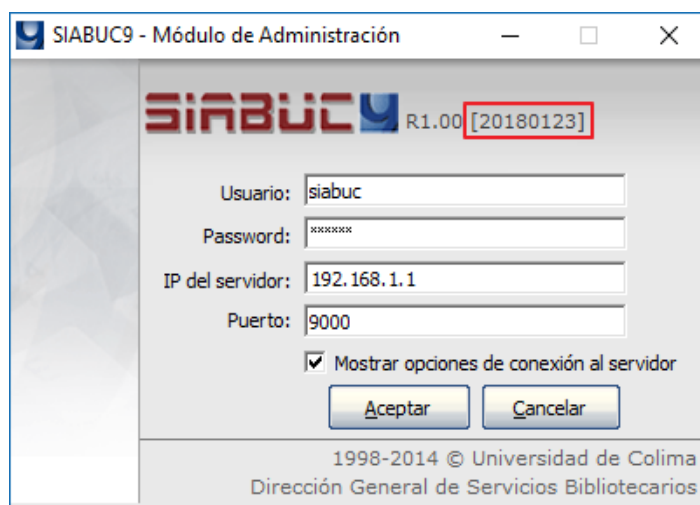 SIABUC9 - Módulo de Administración
SIABUC9 R1.00 [20180123]
Usuario: siabuc
Password: ******
IP del servidor: 192.168.1.1
Puerto: 9000
Mostrar opciones de conexión al servidor
Aceptar Cancelar
1998-2014 © Universidad de Colima
Dirección General de Servicios Bibliotecarios